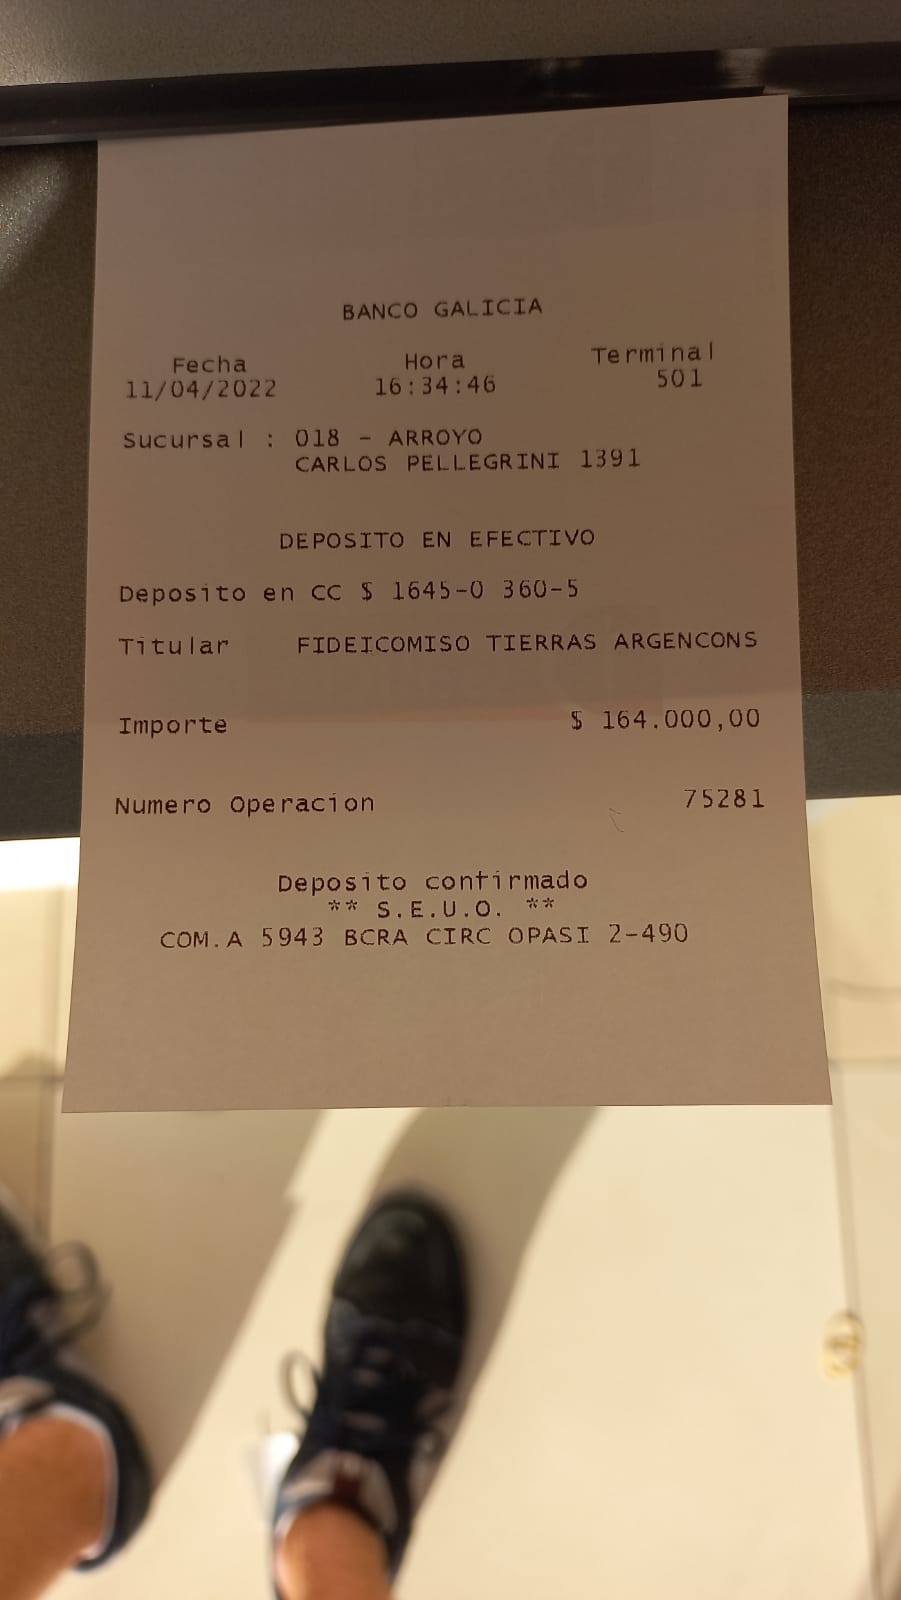 BANCO GALICIA
Fecha Hora Terminal
11/04/2022 16:34:46 501
Sucursal : 018 - ARROYO
CARLOS PELLEGRINI 1391
DEPOSITO EN EFECTIVO
Deposito en CC $ 1645-0 360-5
Titular FIDEICOMISO TIERRAS ARGENCONS
Importe $ 164.000,00
Numero Operacion 75281
Deposito confirmado
** S.E.U.O. **
COM.A 5943 BCRA CIRC OPASI 2-490